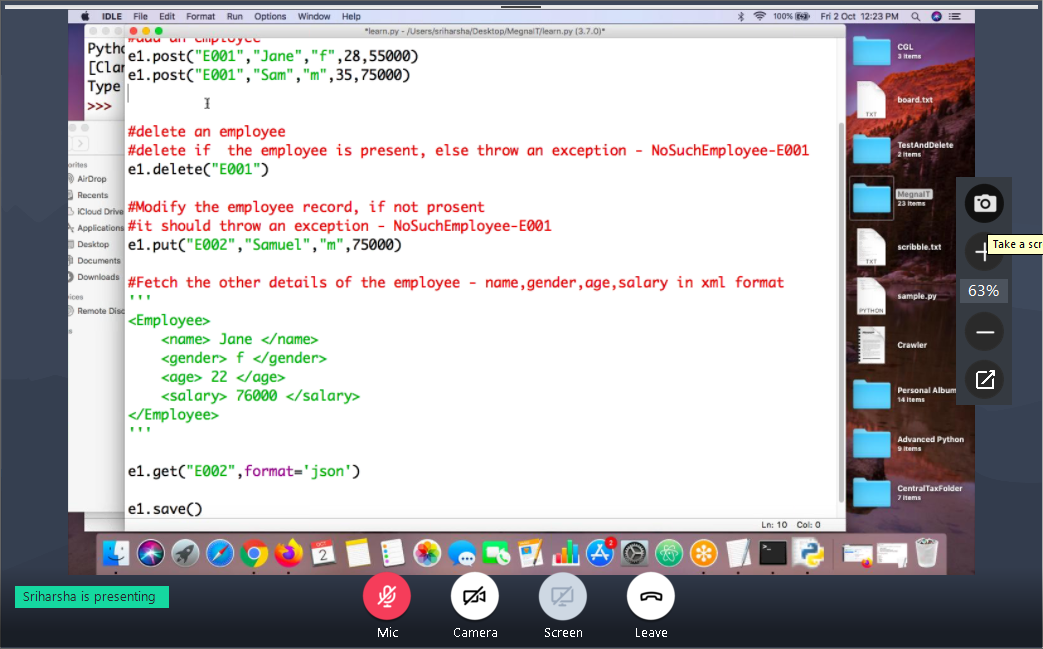 IDLE File Edit Format Run Options Window Help 100% Fri 2 Oct 12:23 PM
*learn.py - /Users/sriharsha/Desktop/MegnaIT/learn.py (3.7.0)*
#add an employee
e1.post("E001","Jane","f",28,55000)
e1.post("E001","Sam","m",35,75000)
#delete an employee
#delete if  the employee is present, else throw an exception - NoSuchEmployee-E001
e1.delete("E001")
#Modify the employee record, if not prosent
#it should throw an exception - NoSuchEmployee-E001
e1.put("E002","Samuel","m",75000)
#Fetch the other details of the employee - name,gender,age,salary in xml format
'''
<Employee>
    <name> Jane </name>
    <gender> f </gender>
    <age> 22 </age>
    <salary> 76000 </salary>
</Employee>
'''
e1.get("E002",format='json')
e1.save()
Ln: 10 Col: 0
[Clan
Type
>>>
AirDrop
Recents
iCloud Drive
Applications
Desktop
Documents
Downloads
Remote Disc
CGL
3 items
TXT
board.txt
TestAndDelete
2 items
MegnaIT
23 items
TXT
scribble.txt
PYTHON
sample.py
Crawler
Personal Album
14 items
Advanced Python
9 items
CentralTaxFolder
7 items
Take a scr
63%
2
2
Sriharsha is presenting
Mic
Camera
Screen
Leave